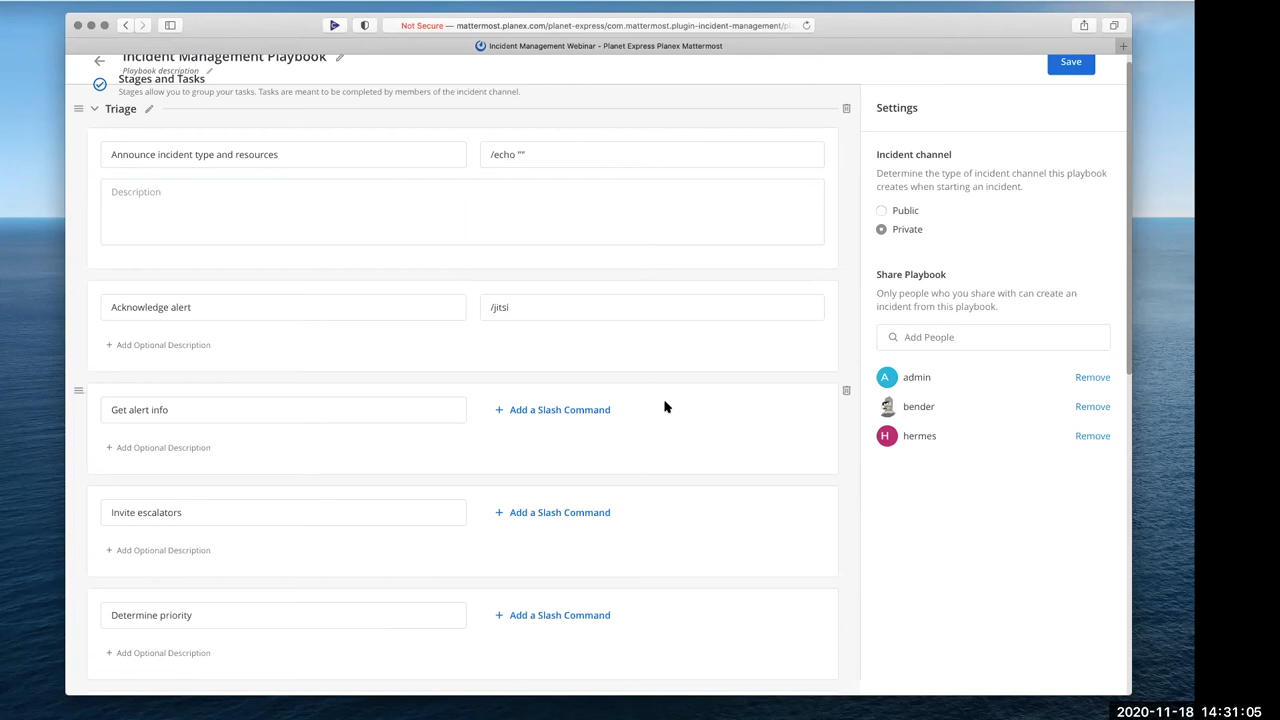 Not Secure — mattermost.planex.com/planet-express/com.mattermost.plugin-incident-management/
Incident Management Webinar - Planet Express Planex Mattermost
Incident Management Playbook
Playbook description
Save
Stages and Tasks
Stages allow you to group your tasks. Tasks are meant to be completed by members of the incident channel.
Triage
Announce incident type and resources
/echo ""
Description
Acknowledge alert
/jitsi
+ Add Optional Description
Get alert info
+ Add a Slash Command
+ Add Optional Description
Invite escalators
+ Add a Slash Command
+ Add Optional Description
Determine priority
+ Add a Slash Command
+ Add Optional Description
Settings
Incident channel
Determine the type of incident channel this playbook
creates when starting an incident.
Public
Private
Share Playbook
Only people who you share with can create an
incident from this playbook.
Add People
A admin Remove
bender Remove
H hermes Remove
2020-11-18 14:31:05